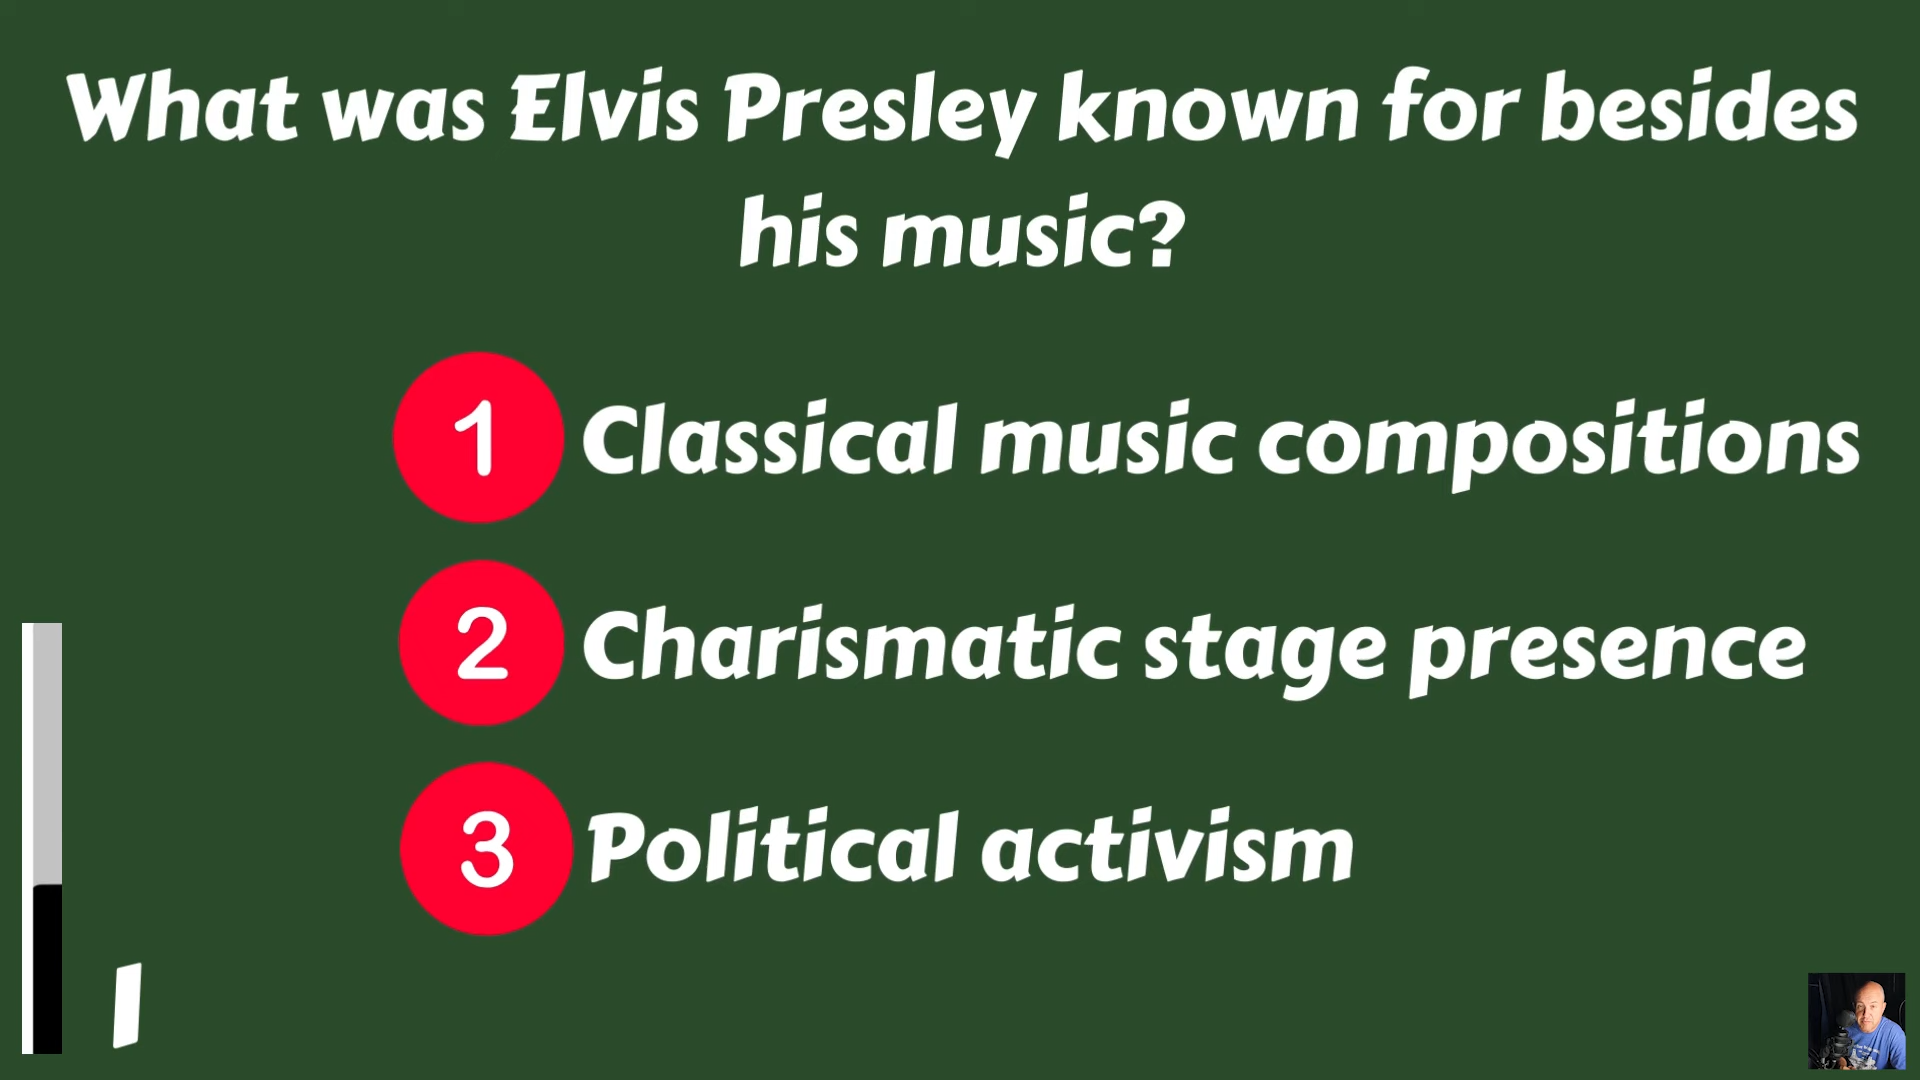 What was Elvis Presley known for besides
his music?
1 Classical music compositions
2 Charismatic stage presence
3 Political activism
1